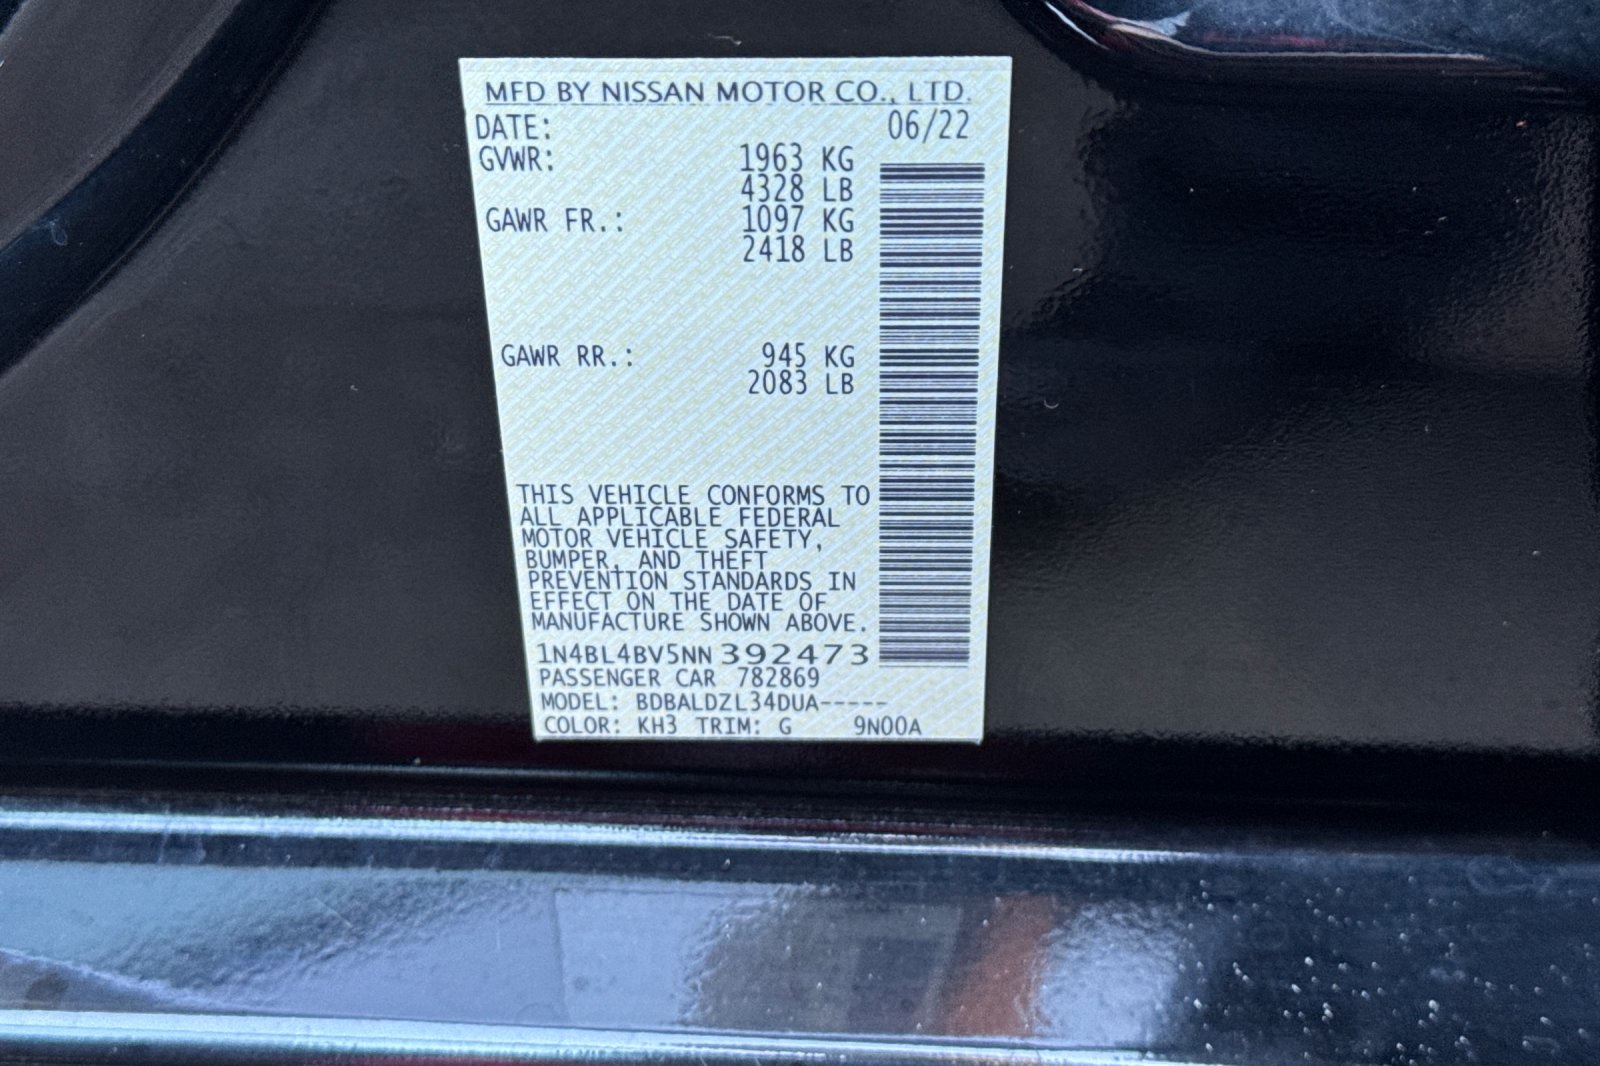 MFD BY NISSAN MOTOR CO., LTD.
DATE: 06/22
GVWR: 1963 KG
4328 LB
GAWR FR.: 1097 KG
2418 LB
GAWR RR.: 945 KG
2083 LB
THIS VEHICLE CONFORMS TO
ALL APPLICABLE FEDERAL
MOTOR VEHICLE SAFETY,
BUMPER, AND THEFT
PREVENTION STANDARDS IN
EFFECT ON THE DATE OF
MANUFACTURE SHOWN ABOVE.
1N4BL4BV5NN392473
PASSENGER CAR 782869
MODEL: BDBALDZL34DUA-----
COLOR: KH3 TRIM: G 9N00A